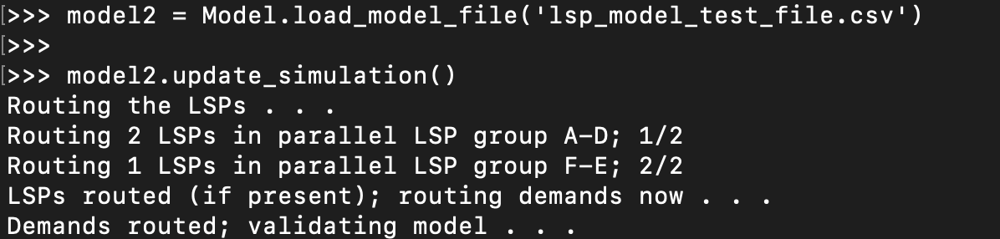 >>> model2 = Model.load_model_file('lsp_model_test_file.csv')
>>>
>>> model2.update_simulation()
Routing the LSPs . . .
Routing 2 LSPs in parallel LSP group A-D; 1/2
Routing 1 LSPs in parallel LSP group F-E; 2/2
LSPs routed (if present); routing demands now . . .
Demands routed; validating model . . .